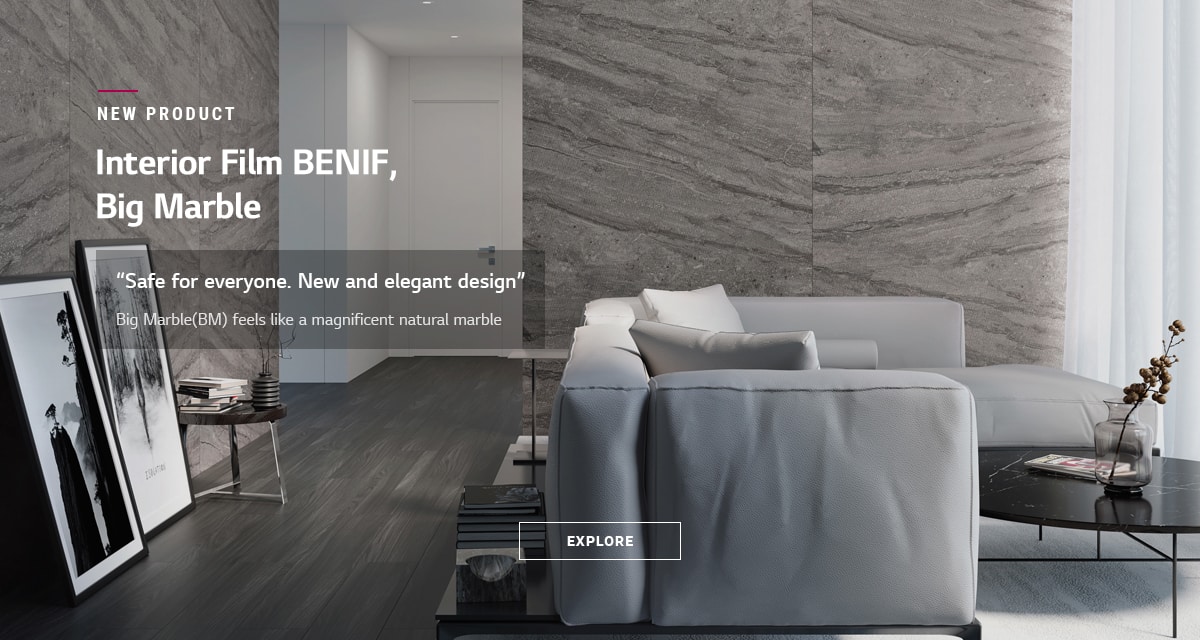 NEW PRODUCT
Interior Film BENIF,
Big Marble
“Safe for everyone. New and elegant design”
Big Marble(BM) feels like a magnificent natural marble
EXPLORE